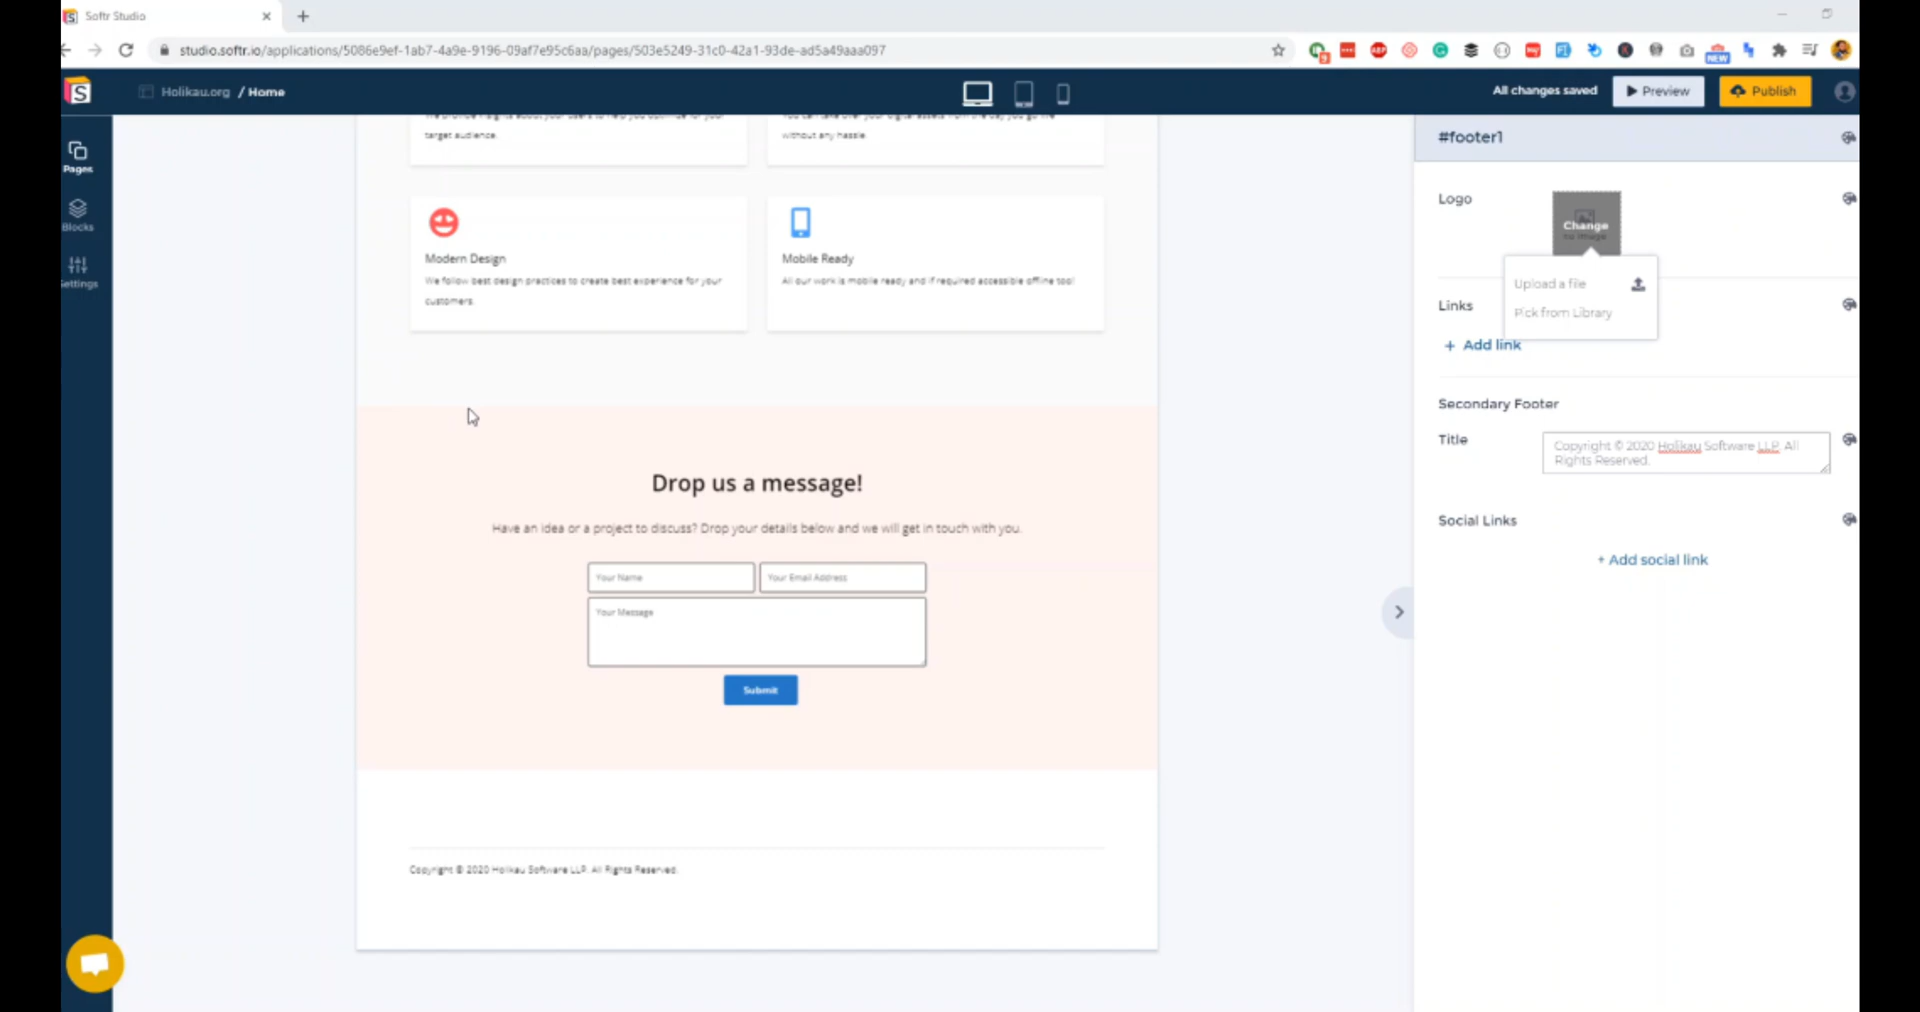 Softr Studio
studio.softr.io/applications/5086e9ef-1ab7-4a9e-9196-09af7e95c6aa/pages/503e5249-31c0-42a1-93de-ad5a49aaa097
NEW
S
Holikau.org / Home
All changes saved
Preview
Publish
Pages
Blocks
Settings
target audience.
without any hassle.
Modern Design
We follow best design practices to create best experience for your
customers.
Mobile Ready
All our work is mobile ready and if required accessible offline too!
Drop us a message!
Have an idea or a project to discuss? Drop your details below and we will get in touch with you.
Your Name
Your Email Address
Your Message
Submit
Copyright © 2020 Holikau Software LLP. All Rights Reserved.
#footer1
Logo
Change
no image
Upload a file
Pick from Library
Links
+ Add link
Secondary Footer
Title
Copyright © 2020 Holikau Software LLP. All
Rights Reserved.
Social Links
+ Add social link